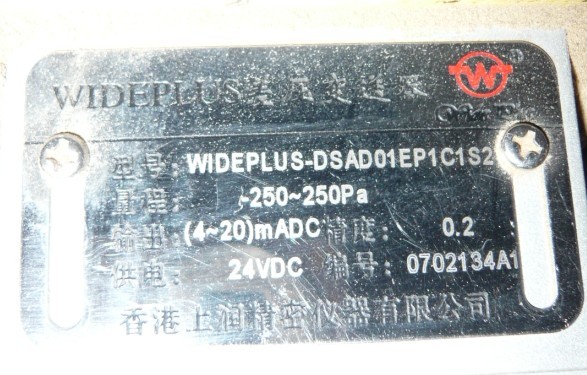 WIDEPLUS差压变送器
型号: WIDEPLUS-DSAD01EP1C1S2
量程: -250~250Pa
输出: (4~20)mADC 精度: 0.2
供电: 24VDC 编号: 0702134A1
香港上润精密仪器有限公司